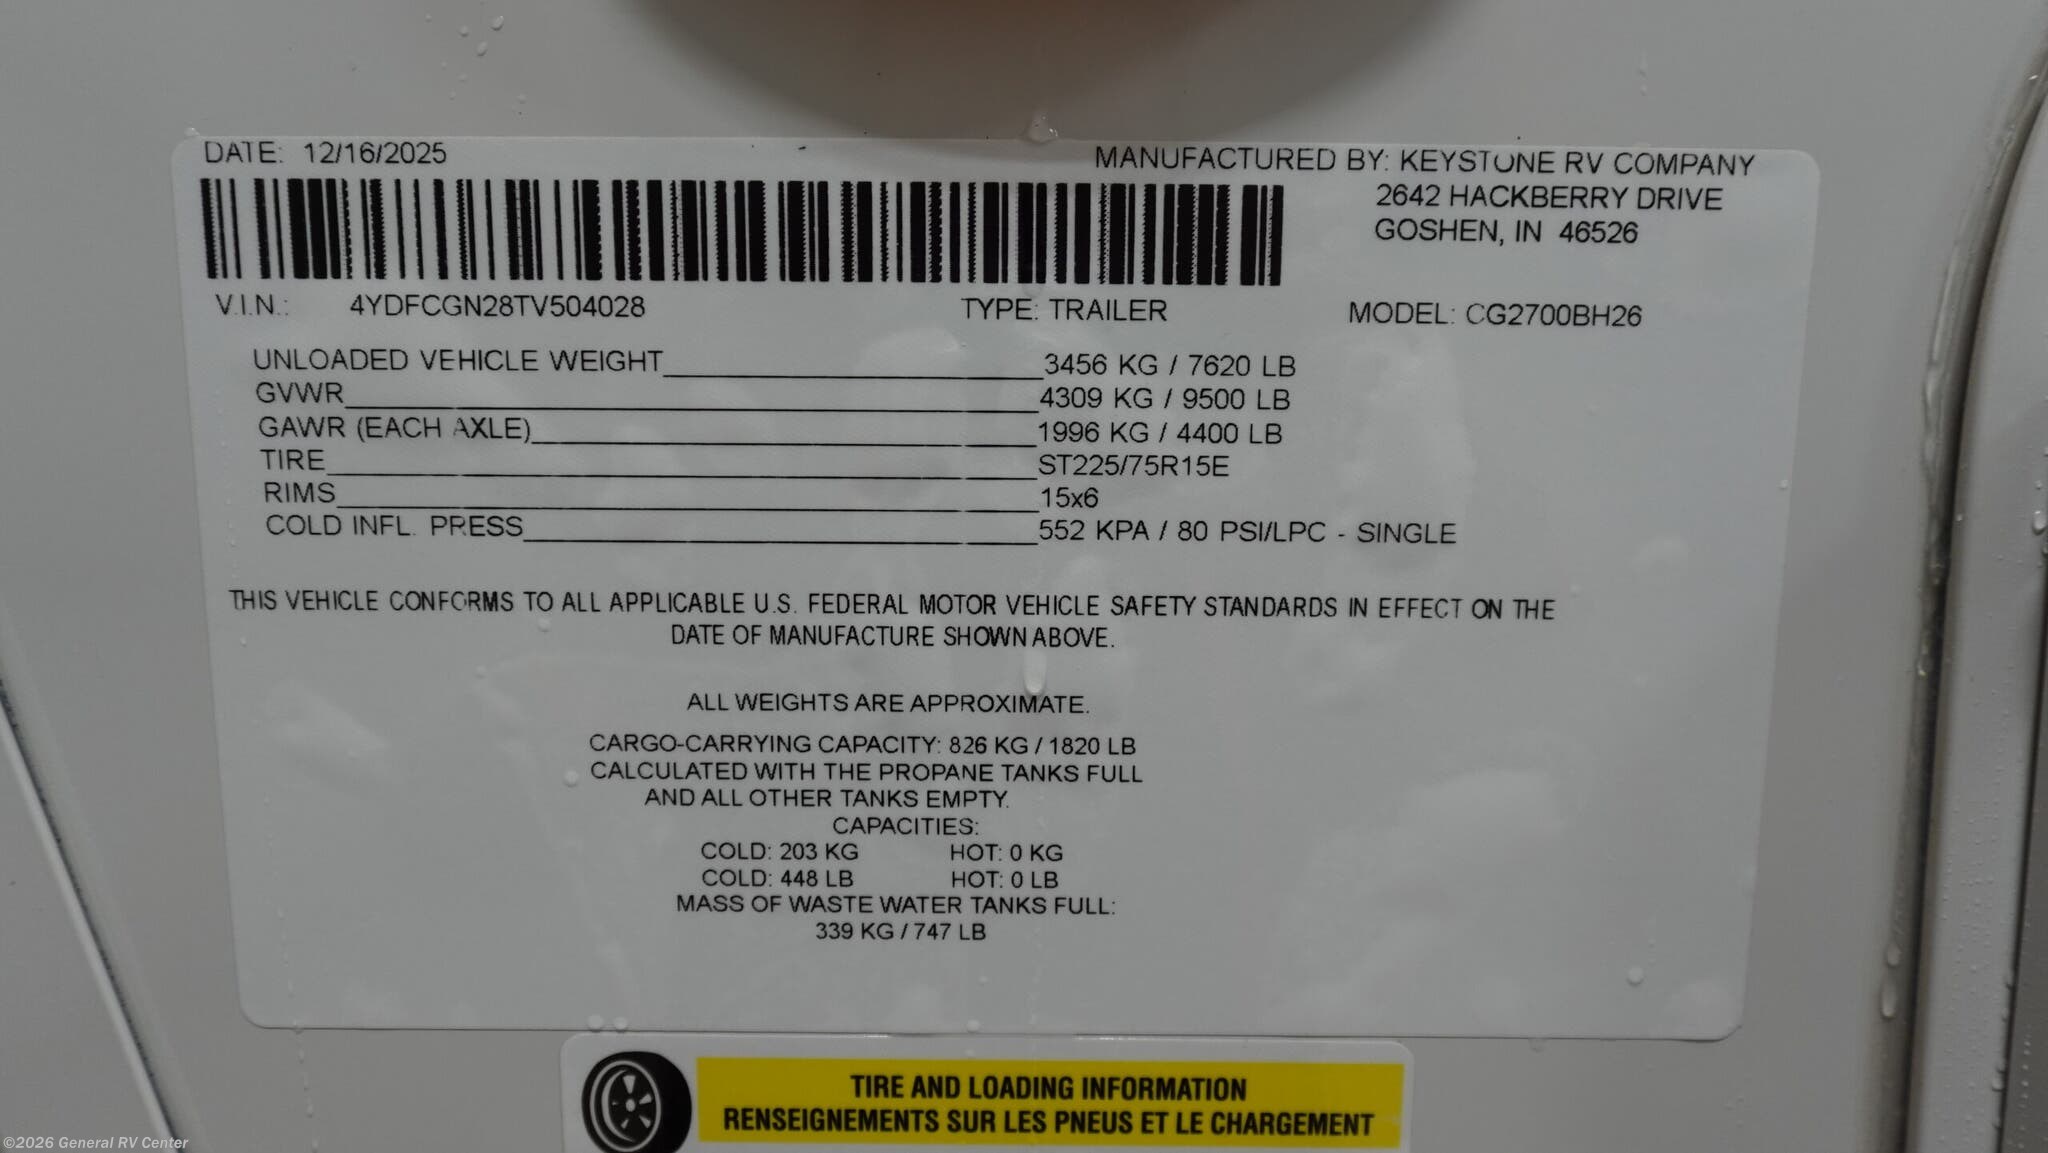 DATE: 12/16/2025
MANUFACTURED BY: KEYSTONE RV COMPANY
2642 HACKBERRY DRIVE
GOSHEN, IN 46526
V.I.N.: 4YDFCGN28TV504028 TYPE: TRAILER MODEL: CG2700BH26
UNLOADED VEHICLE WEIGHT 3456 KG / 7620 LB
GVWR 4309 KG / 9500 LB
GAWR (EACH AXLE) 1996 KG / 4400 LB
TIRE ST225/75R15E
RIMS 15x6
COLD INFL. PRESS 552 KPA / 80 PSI/LPC - SINGLE
THIS VEHICLE CONFORMS TO ALL APPLICABLE U.S. FEDERAL MOTOR VEHICLE SAFETY STANDARDS IN EFFECT ON THE
DATE OF MANUFACTURE SHOWN ABOVE.
ALL WEIGHTS ARE APPROXIMATE.
CARGO-CARRYING CAPACITY: 826 KG / 1820 LB
CALCULATED WITH THE PROPANE TANKS FULL
AND ALL OTHER TANKS EMPTY.
CAPACITIES:
COLD: 203 KG HOT: 0 KG
COLD: 448 LB HOT: 0 LB
MASS OF WASTE WATER TANKS FULL:
339 KG / 747 LB
TIRE AND LOADING INFORMATION
RENSEIGNEMENTS SUR LES PNEUS ET LE CHARGEMENT
©2026 General RV Center